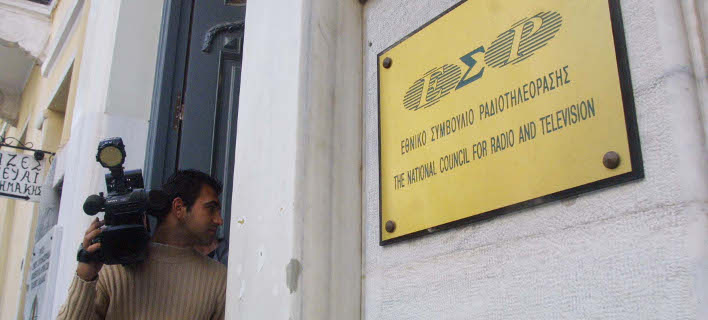 ΕΣΡ
ΕΘΝΙΚΟ ΣΥΜΒΟΥΛΙΟ ΡΑΔΙΟΤΗΛΕΟΡΑΣΗΣ
THE NATIONAL COUNCIL FOR RADIO AND TELEVISION